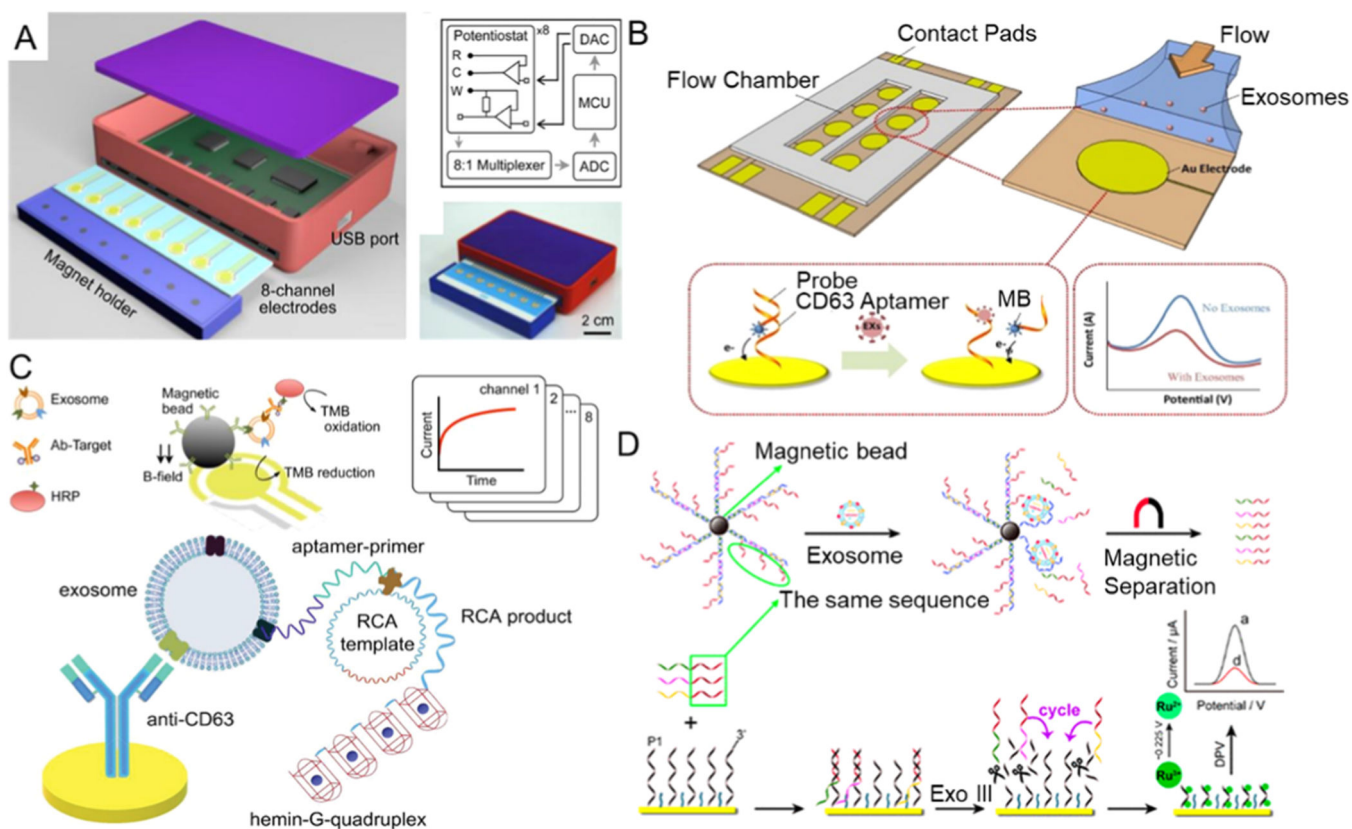 A
Magnet holder
8-channel
electrodes
USB port
Potentiostat
x8
R
C
W
DAC
MCU
8:1 Multiplexer
ADC
2 cm
B
Contact Pads
Flow Chamber
Flow
Exosomes
Au Electrode
Probe
CD63 Aptamer
EXs
MB
e-
e-
Current (A)
No Exosomes
With Exosomes
Potential (V)
C
Exosome
Ab-Target
HRP
Magnetic
bead
B-field
TMB
oxidation
TMB reduction
channel 1
2
...
8
Current
Time
exosome
aptamer-primer
RCA
template
RCA product
anti-CD63
hemin-G-quadruplex
D
Magnetic bead
Exosome
Magnetic
Separation
The same sequence
+
P1
3'
Exo III
cycle
Ru2+
-0.225 V
Ru3+
DPV
Current / μA
a
d
Potential / V